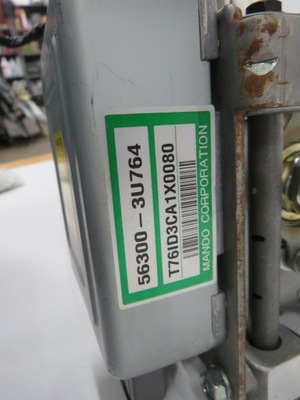 56300-3U764
T76ID3CA1X0080
MANDO CORPORATION